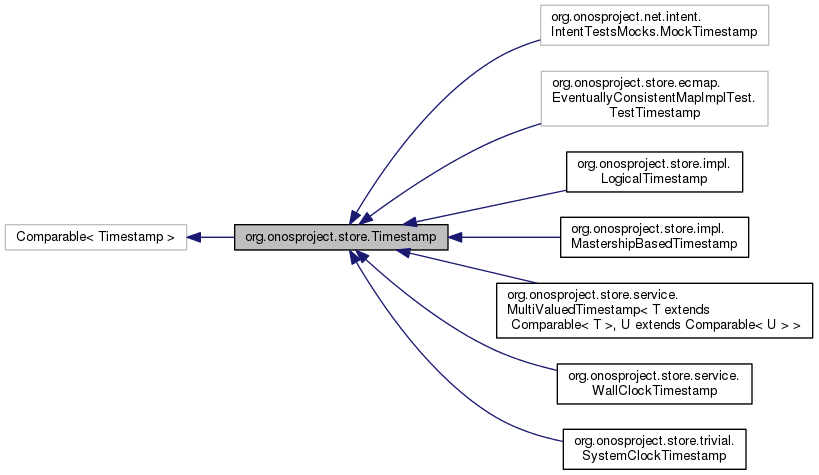 org.onosproject.net.intent.
IntentTestsMocks.MockTimestamp
org.onosproject.store.ecmap.
EventuallyConsistentMapImplTest.
TestTimestamp
org.onosproject.store.impl.
LogicalTimestamp
Comparable< Timestamp >
org.onosproject.store.Timestamp
org.onosproject.store.impl.
MastershipBasedTimestamp
org.onosproject.store.service.
MultiValuedTimestamp< T extends
Comparable< T >, U extends Comparable< U > >
org.onosproject.store.service.
WallClockTimestamp
org.onosproject.store.trivial.
SystemClockTimestamp